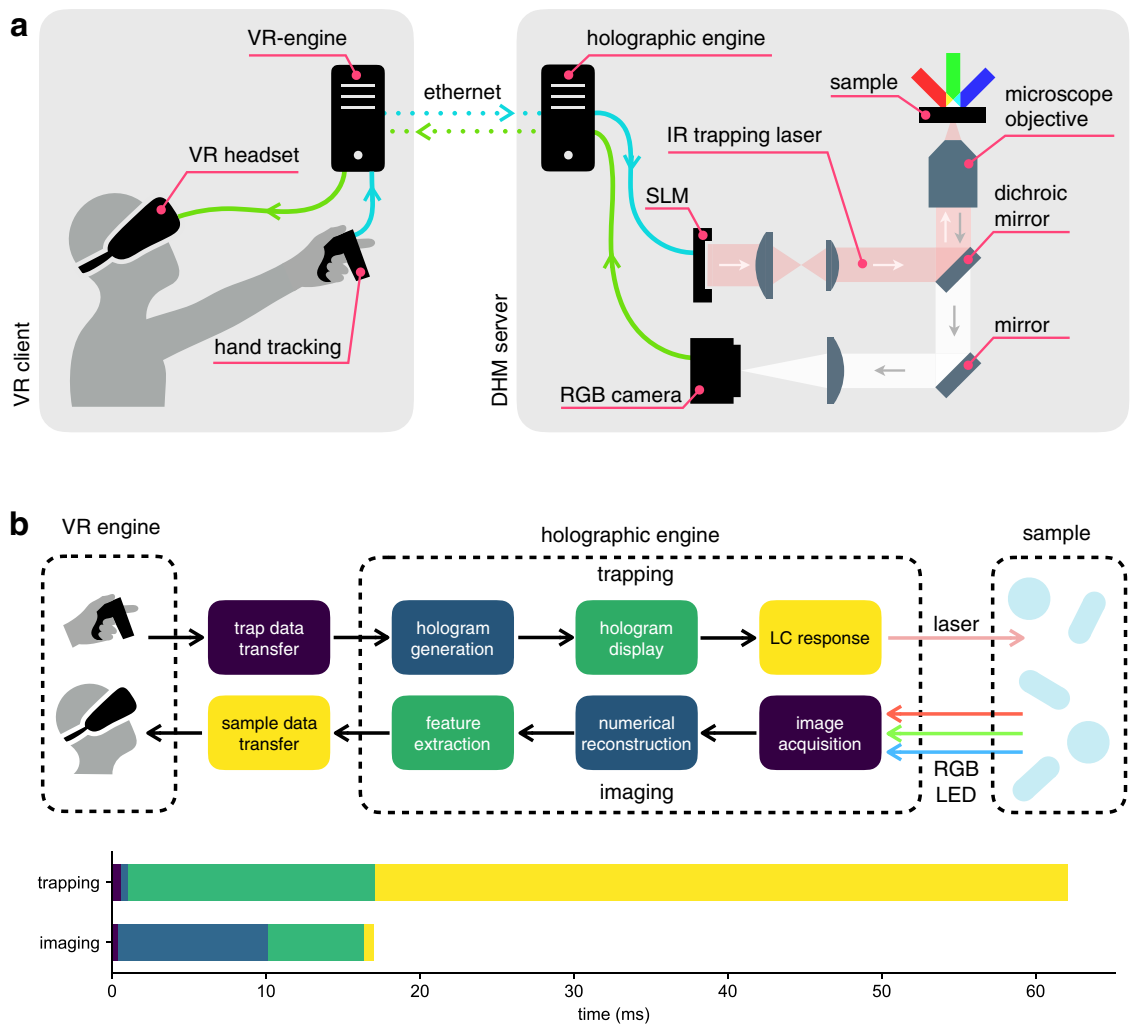 a
VR-engine
holographic engine
ethernet
sample
microscope
objective
IR trapping laser
VR headset
SLM
dichroic
mirror
hand tracking
mirror
RGB camera
VR client
DHM server
b
VR engine
holographic engine
sample
trapping
trap data
transfer
hologram
generation
hologram
display
LC response
laser
sample data
transfer
feature
extraction
numerical
reconstruction
image
acquisition
RGB
LED
imaging
trapping
imaging
0 10 20 30 40 50 60
time (ms)